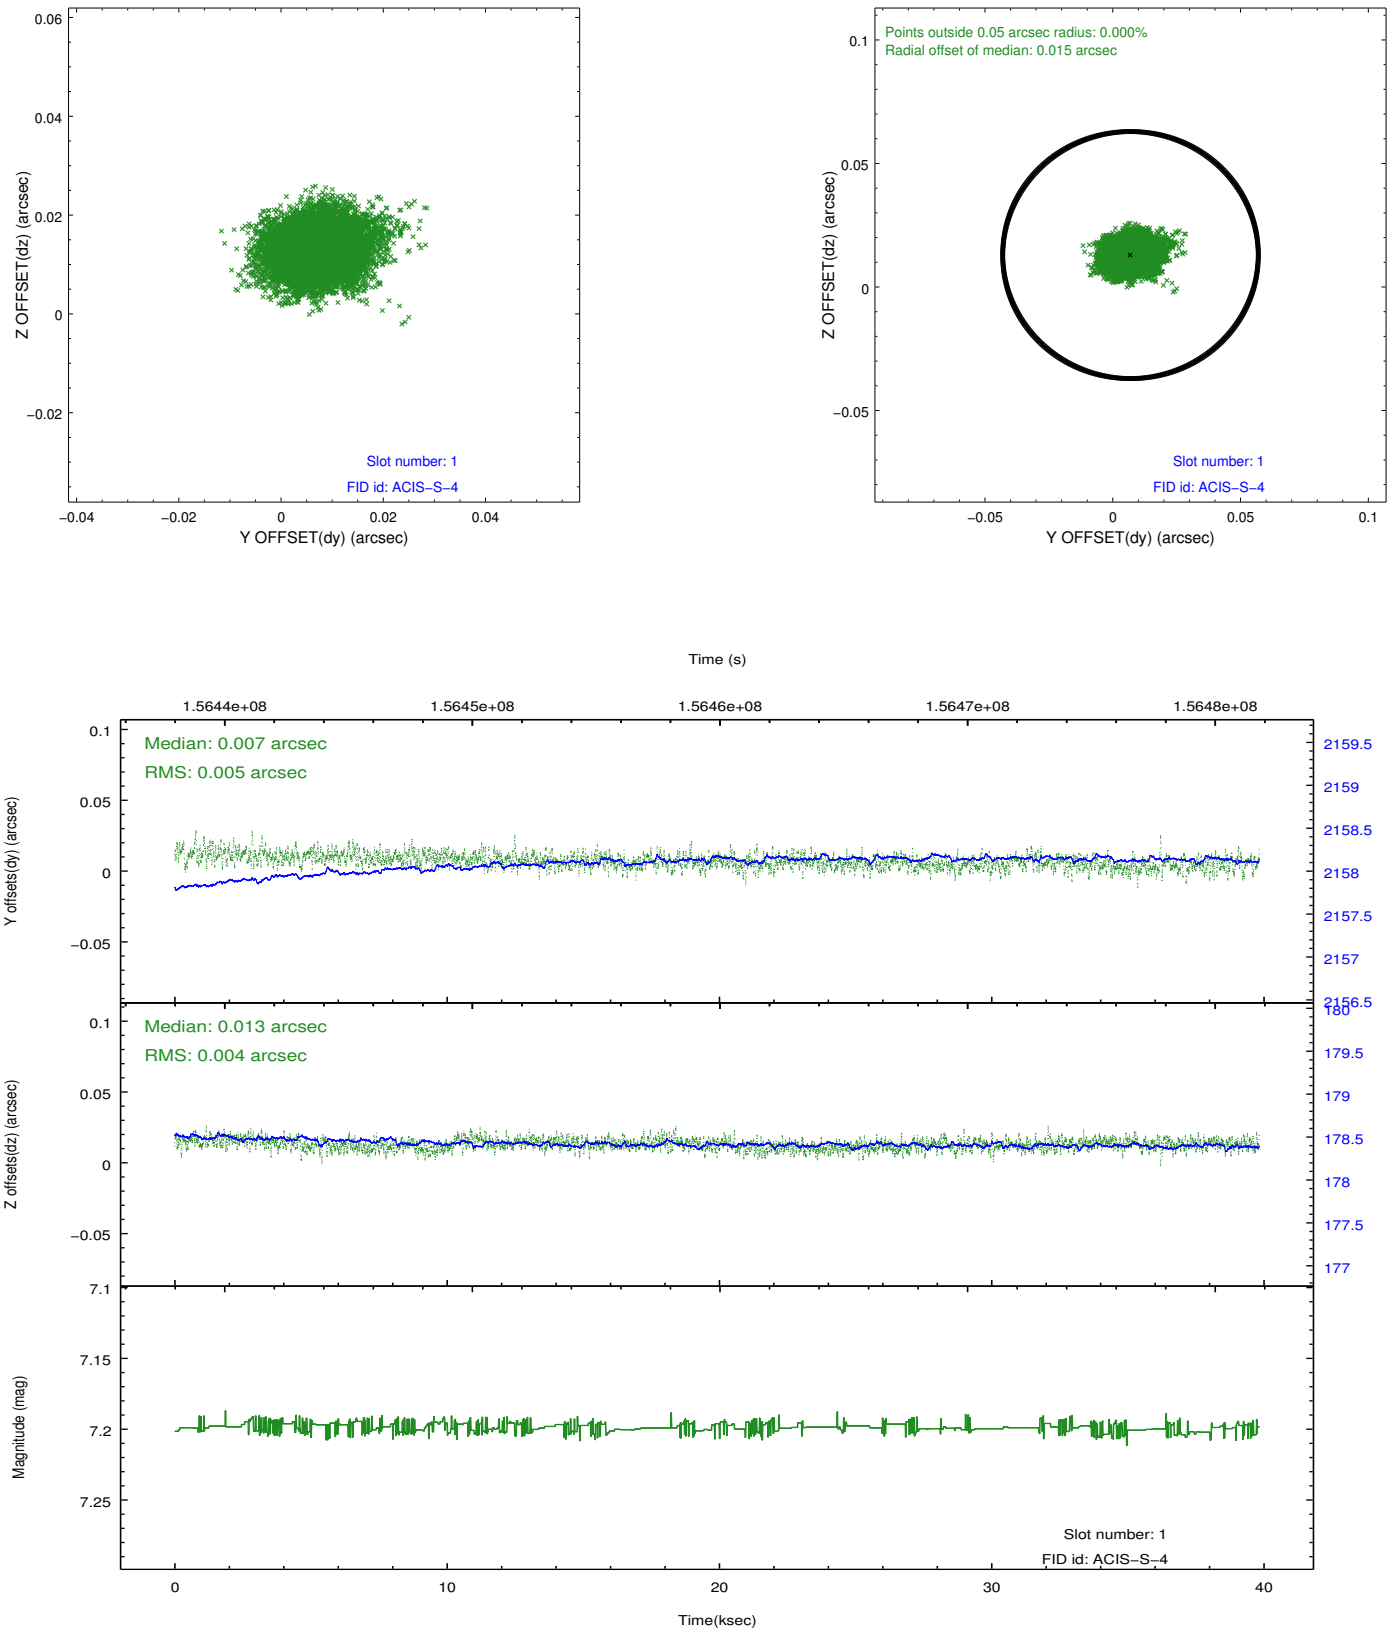 0.06
0.04
0.02
0
−0.02
Z OFFSET(dz) (arcsec)
Slot number: 1
FID id: ACIS−S−4
−0.04
−0.02
0
0.02
0.04
Y OFFSET(dy) (arcsec)
Points outside 0.05 arcsec radius: 0.000%
Radial offset of median: 0.015 arcsec
0.1
0.05
0
−0.05
Z OFFSET(dz) (arcsec)
Slot number: 1
FID id: ACIS−S−4
−0.05
0
0.05
0.1
Y OFFSET(dy) (arcsec)
Time (s)
1.5644e+08
1.5645e+08
1.5646e+08
1.5647e+08
1.5648e+08
Median: 0.007 arcsec
RMS: 0.005 arcsec
0.1
0.05
0
−0.05
Y offsets(dy) (arcsec)
2159.5
2159
2158.5
2158
2157.5
2157
2156.5
Median: 0.013 arcsec
RMS: 0.004 arcsec
0.1
0.05
0
−0.05
Z offsets(dz) (arcsec)
180
179.5
179
178.5
178
177.5
177
7.1
7.15
7.2
7.25
Magnitude (mag)
Slot number: 1
FID id: ACIS−S−4
0
10
20
30
40
Time(ksec)